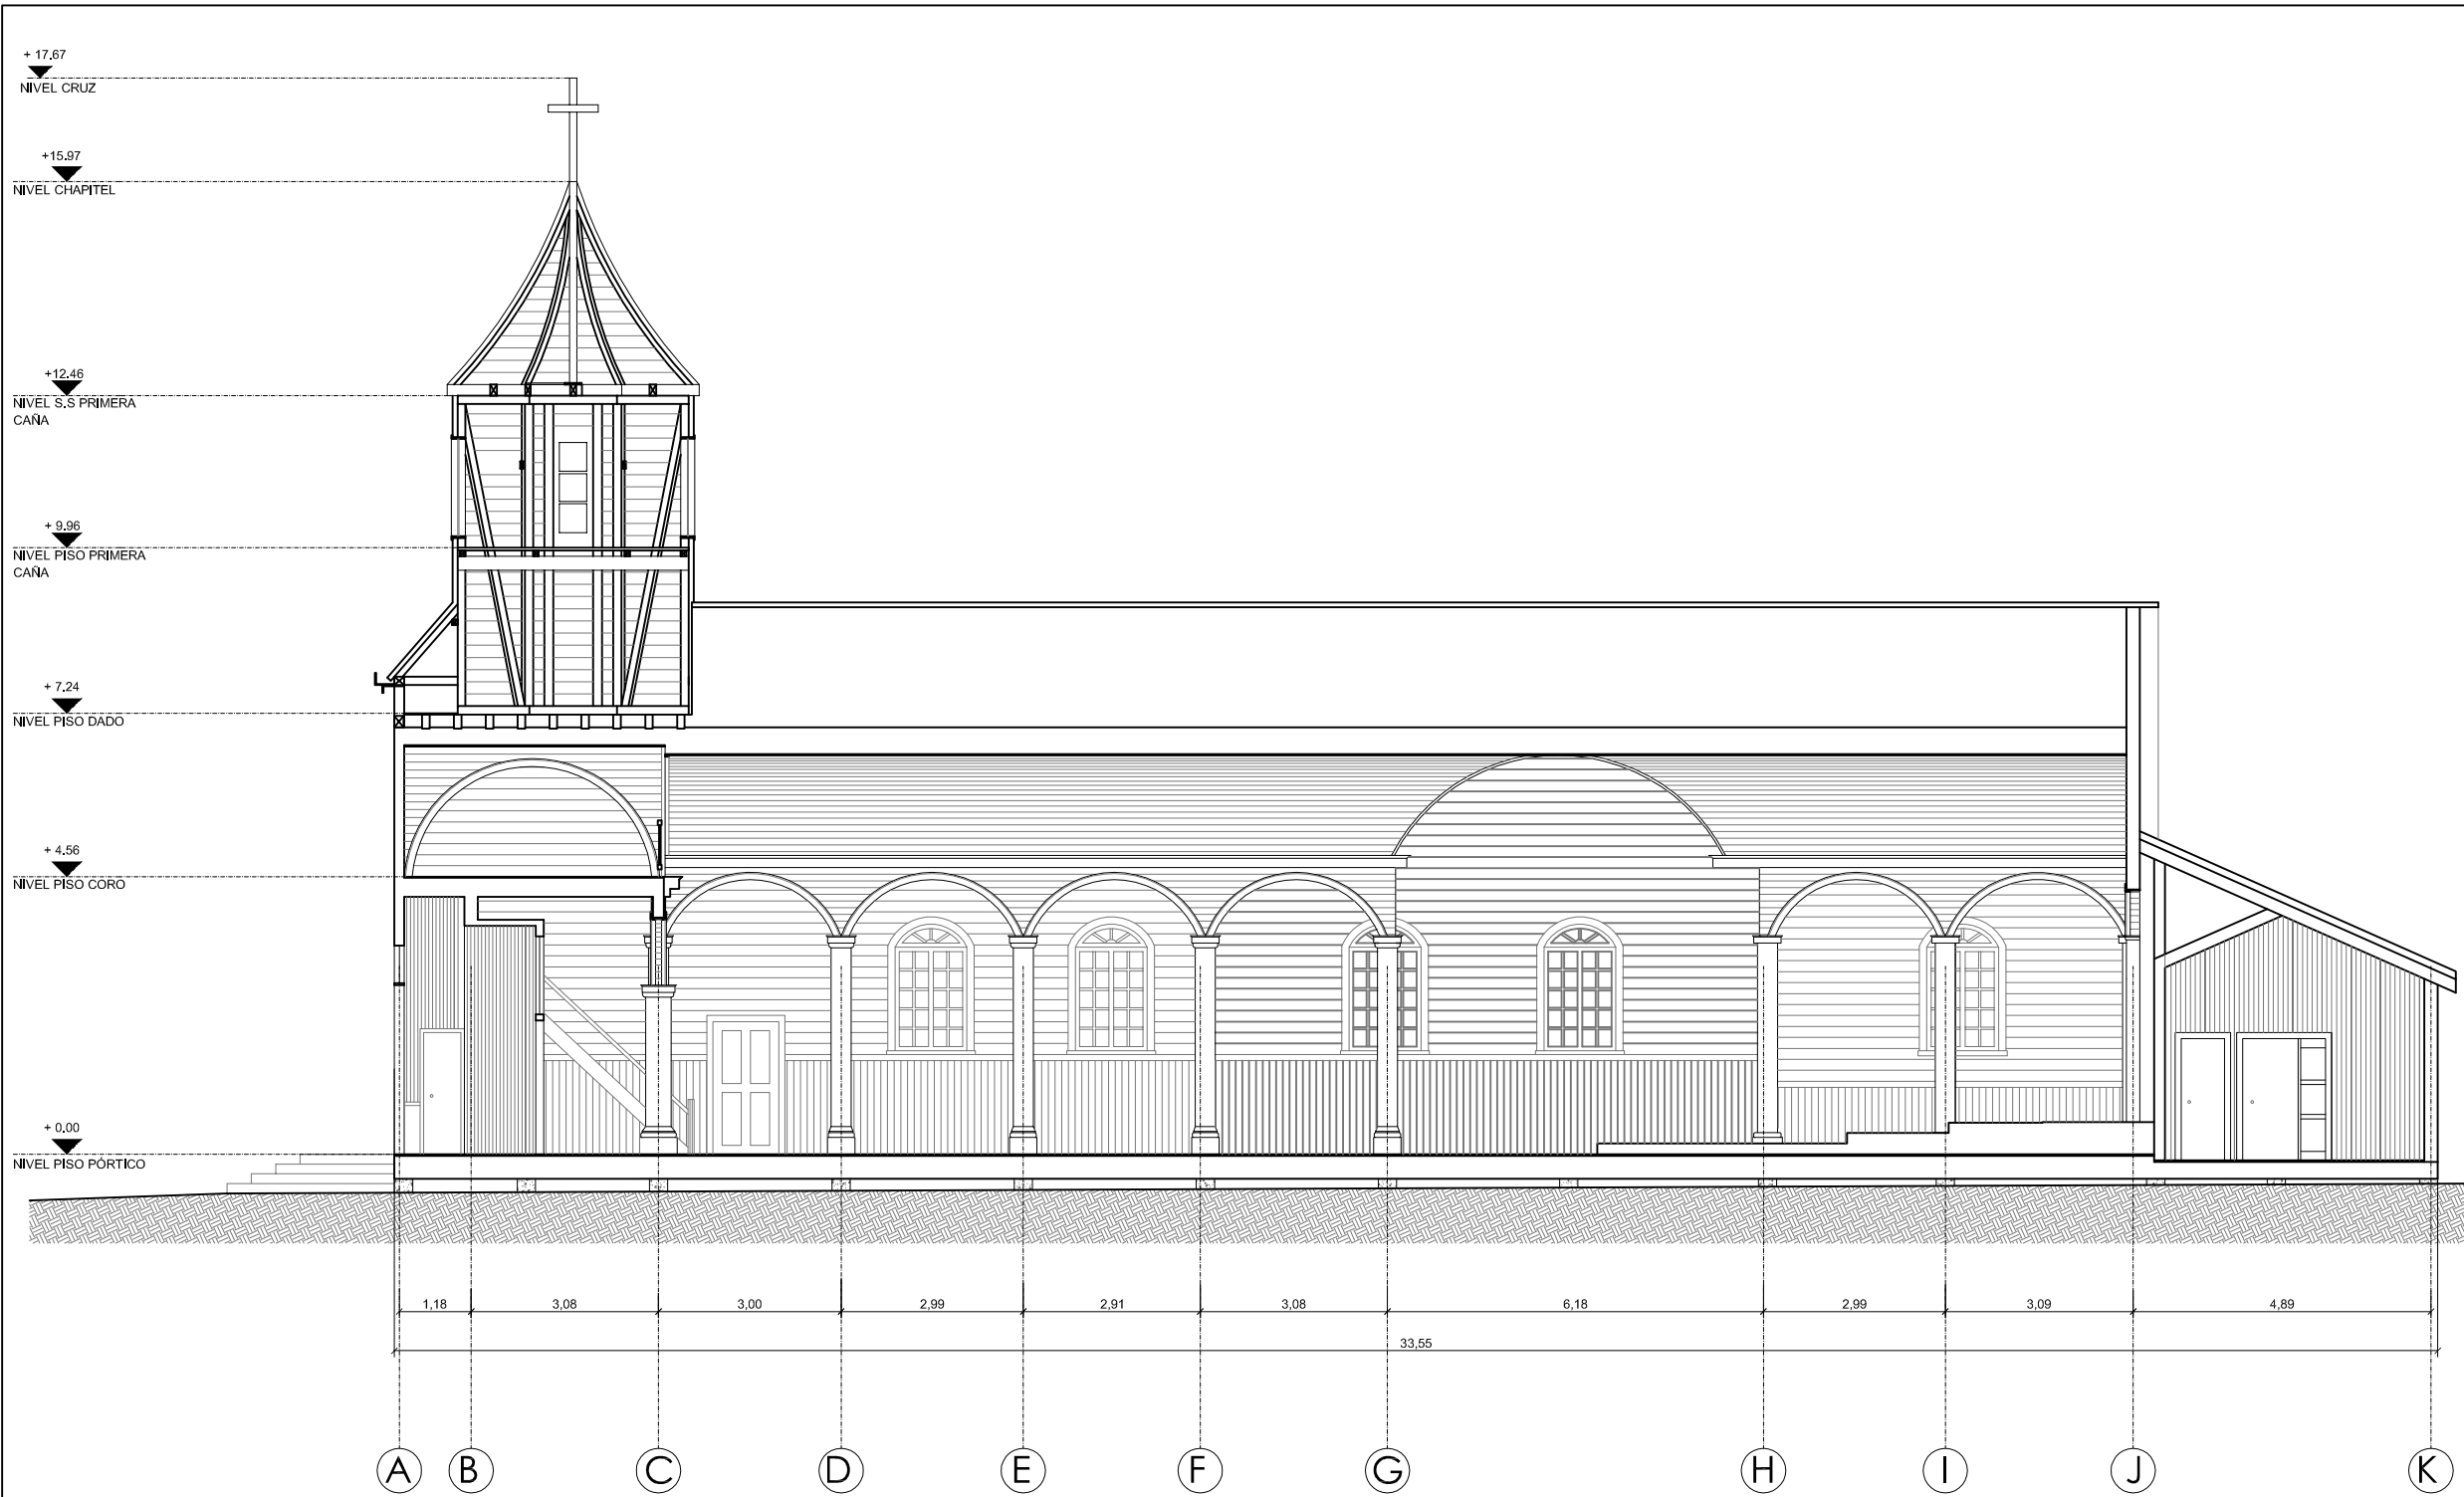 + 17.67
NIVEL CRUZ
+15.97
NIVEL CHAPITEL
+12.46
NIVEL S.S PRIMERA
CAÑA
+ 9.96
NIVEL PISO PRIMERA
CAÑA
+ 7.24
NIVEL PISO DADO
+ 4.56
NIVEL PISO CORO
+ 0.00
NIVEL PISO PÓRTICO
1,18 3,08 3,00 2,99 2,91 3,08 6,18 2,99 3,09 4,89
33,55
A B C D E F G H I J K